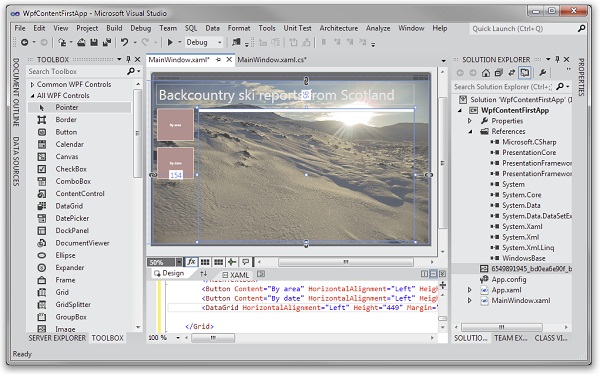 WpfContentFirstApp - Microsoft Visual Studio
Quick Launch (Ctrl+Q)
File Edit View Project Build Debug Team SQL Data Format Tools Unit Test Architecture Analyze Window Help
Debug
DOCUMENT OUTLINE
DATA SOURCES
TOOLBOX
Search Toolbox
Common WPF Controls
All WPF Controls
Pointer
Border
Button
Calendar
Canvas
CheckBox
ComboBox
ContentControl
DataGrid
DatePicker
DockPanel
DocumentViewer
Ellipse
Expander
Frame
Grid
GridSplitter
GroupBox
Image
SERVER EXPLORER TOOLBOX
MainWindow.xaml* MainWindow.xaml.cs*
Backcountry ski reports from Scotland
By area
By date
154
50%
Design XAML
<Button Content="By area" HorizontalAlignment="Left" Heig
<Button Content="By date" HorizontalAlignment="Left" Heig
<DataGrid HorizontalAlignment="Left" Height="449" Margin=
</Grid>
100 %
SOLUTION EXPLORER
Search Solution Explorer (Ctrl+;)
Solution 'WpfContentFirstApp' (
WpfContentFirstApp
Properties
References
Microsoft.CSharp
PresentationCore
PresentationFramewor
PresentationFramewor
System
System.Core
System.Data
System.Data.DataSetEx
System.Xaml
System.Xml
System.Xml.Linq
WindowsBase
6549891945_bd0ea6e90f_b
App.config
App.xaml
MainWindow.xaml
SOLUTIO... TEAM EX... CLASS VI...
PROPERTIES
Ready